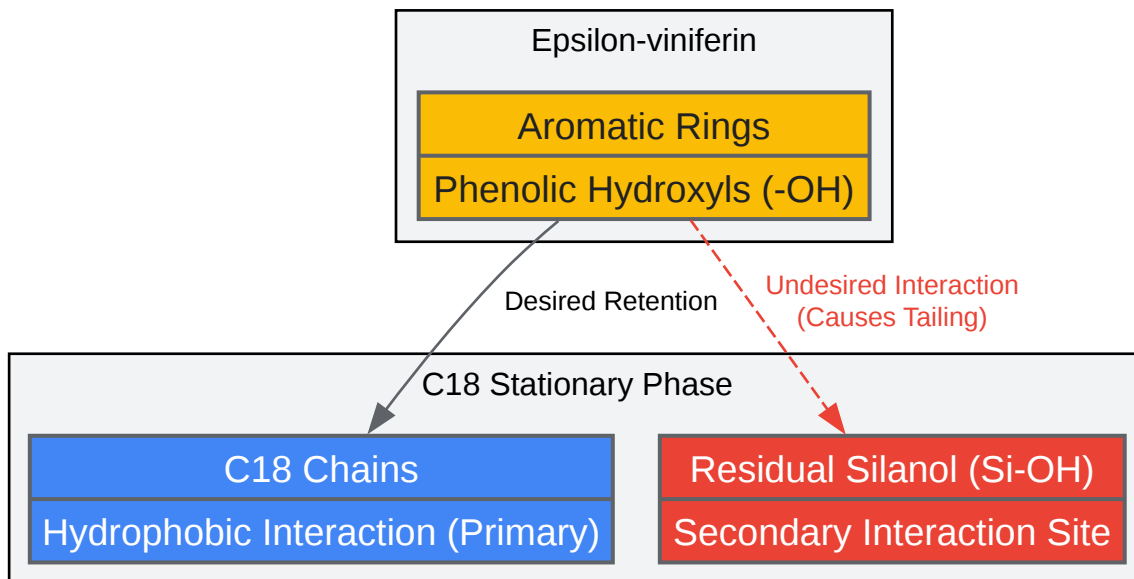 Epsilon-viniferin
Aromatic Rings
Phenolic Hydroxyls (-OH)
Desired Retention
Undesired Interaction
(Causes Tailing)
C18 Stationary Phase
C18 Chains
Hydrophobic Interaction (Primary)
Residual Silanol (Si-OH)
Secondary Interaction Site